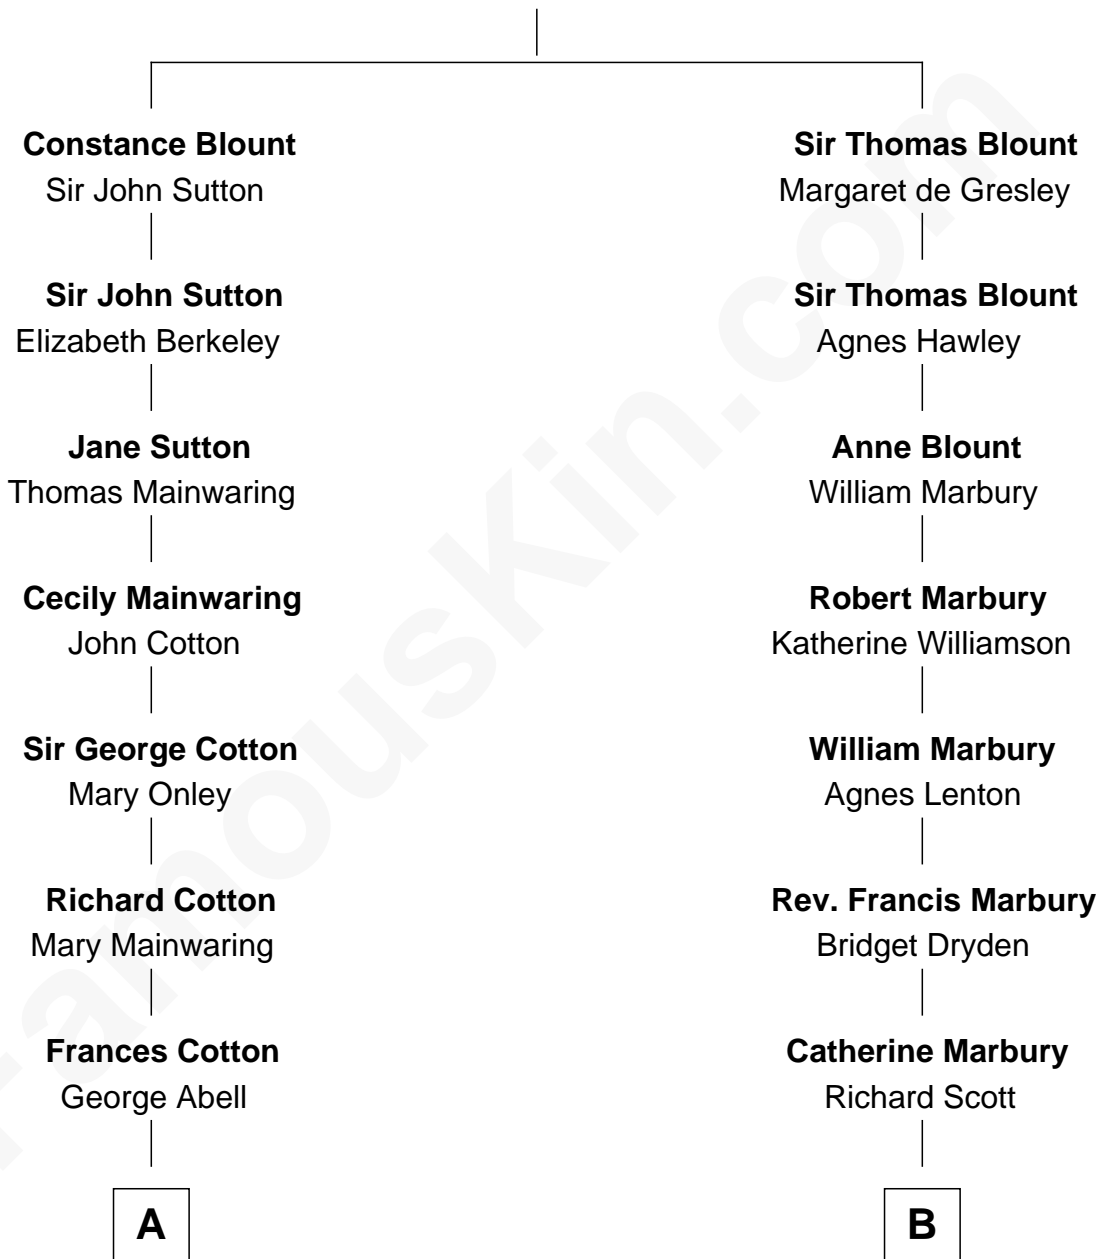 Constance Blount
Sir John Sutton
Sir John Sutton
Elizabeth Berkeley
Jane Sutton
Thomas Mainwaring
Cecily Mainwaring
John Cotton
Sir George Cotton
Mary Onley
Richard Cotton
Mary Mainwaring
Frances Cotton
George Abell
A
Sir Thomas Blount
Margaret de Gresley
Sir Thomas Blount
Agnes Hawley
Anne Blount
William Marbury
Robert Marbury
Katherine Williamson
William Marbury
Agnes Lenton
Rev. Francis Marbury
Bridget Dryden
Catherine Marbury
Richard Scott
B
FamousKin.com